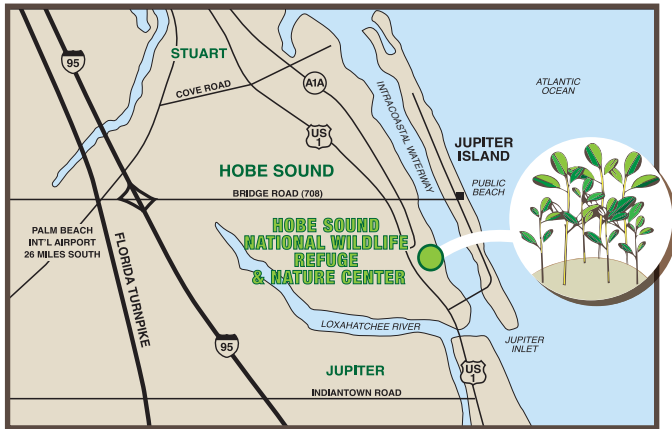 95
STUART
COVE ROAD
A1A
US
1
INTRACOASTAL WATERWAY
ATLANTIC
OCEAN
JUPITER
ISLAND
HOBE SOUND
BRIDGE ROAD (708)
PUBLIC
BEACH
PALM BEACH
INT'L AIRPORT
26 MILES SOUTH
FLORIDA TURNPIKE
HOBE SOUND
NATIONAL WILDLIFE
REFUGE
& NATURE CENTER
LOXAHATCHEE RIVER
JUPITER
INLET
95
JUPITER
US
1
INDIANTOWN ROAD